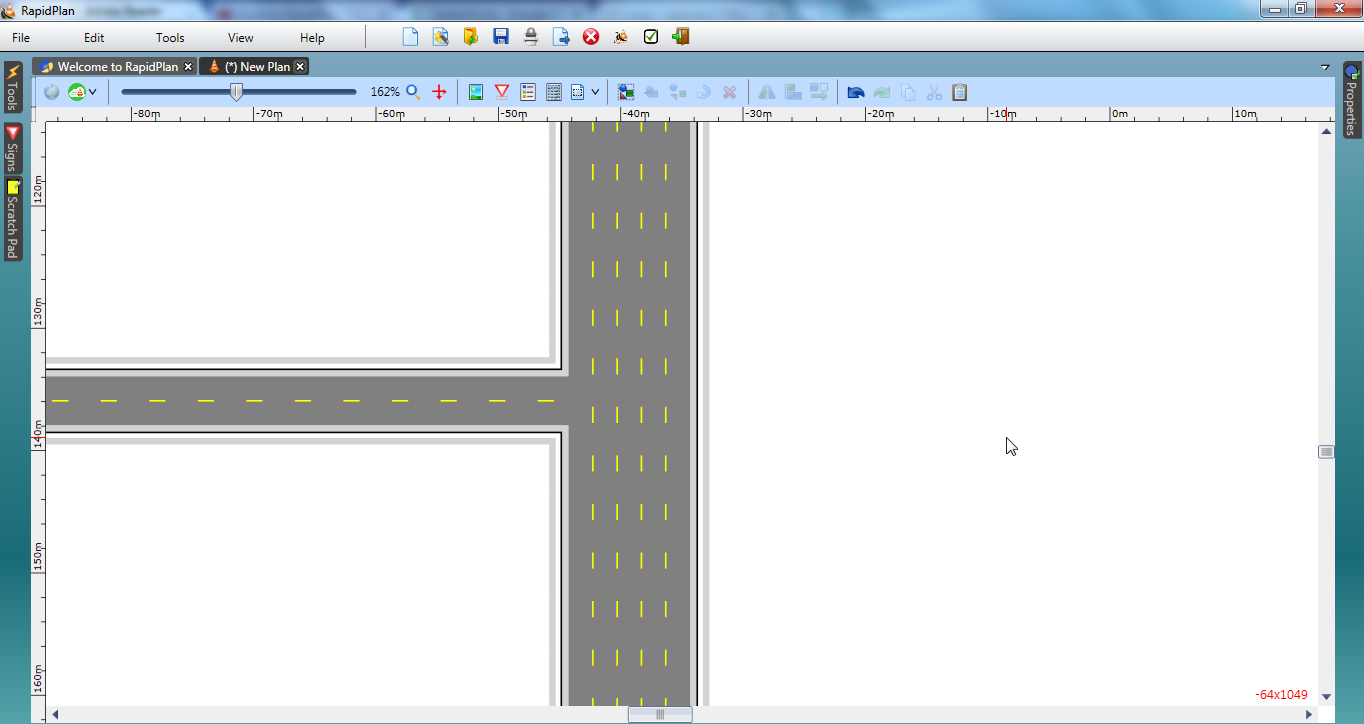 RapidPlan
File Edit Tools View Help
Welcome to RapidPlan (*) New Plan
162%
-80m -70m -60m -50m -40m -30m -20m -10m 0m 10m
Tools
Signs
Scratch Pad
Properties
120m
130m
140m
150m
160m
-64x1049